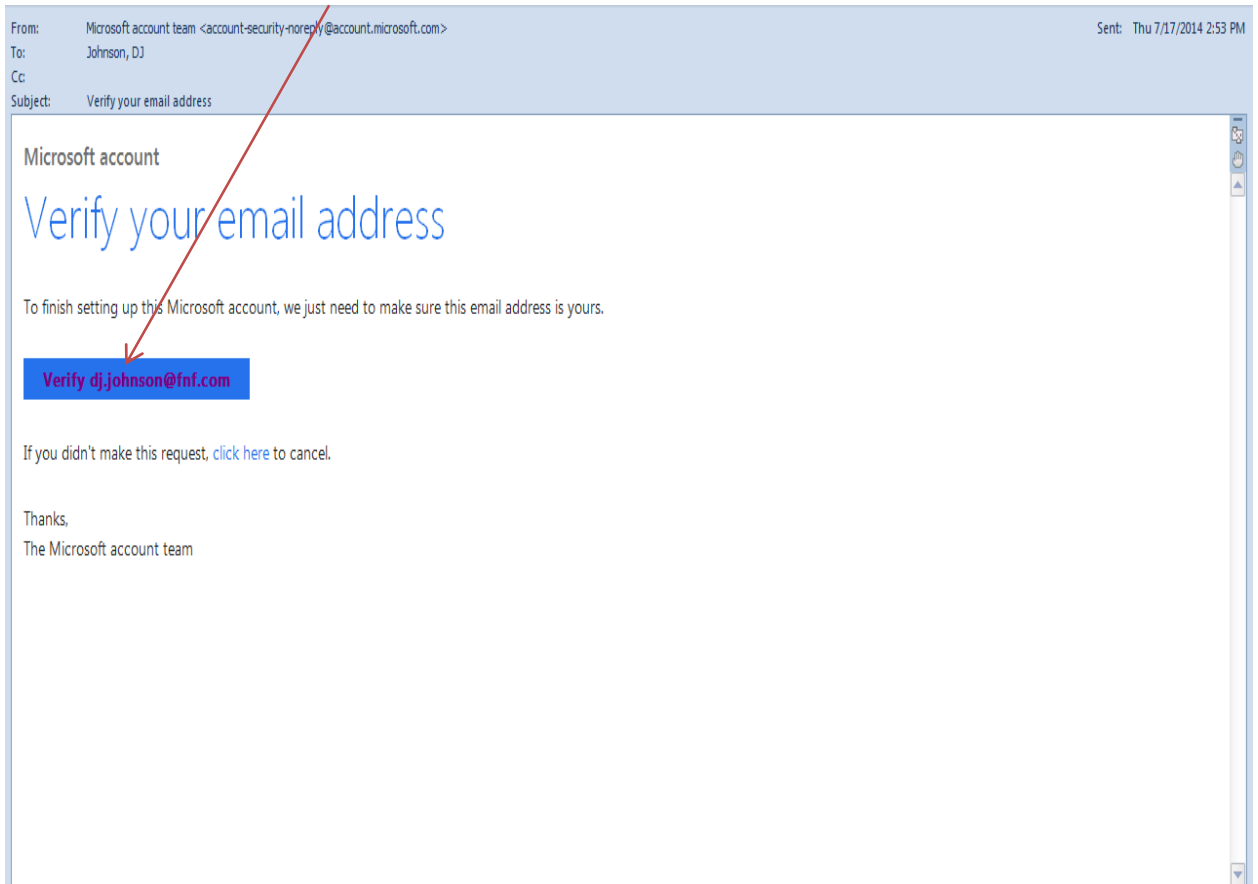 From: Microsoft account team <account-security-noreply@account.microsoft.com> Sent: Thu 7/17/2014 2:53 PM
To: Johnson, DJ
Cc:
Subject: Verify your email address
Microsoft account
Verify your email address
To finish setting up this Microsoft account, we just need to make sure this email address is yours.
Verify dj.johnson@fnf.com
If you didn't make this request, click here to cancel.
Thanks,
The Microsoft account team